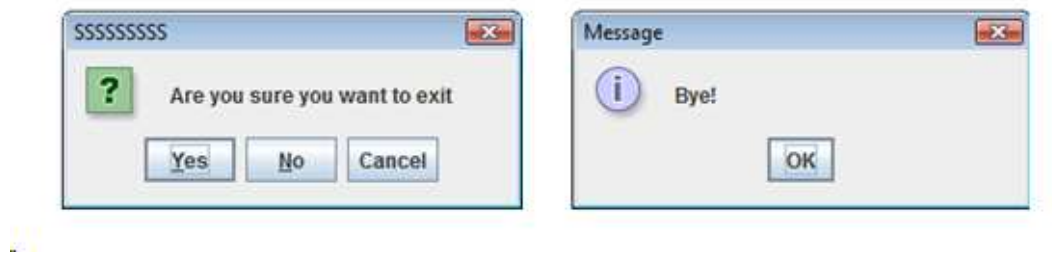 SSSSSSSSS
? Are you sure you want to exit
Yes No Cancel
Message
i Bye!
OK